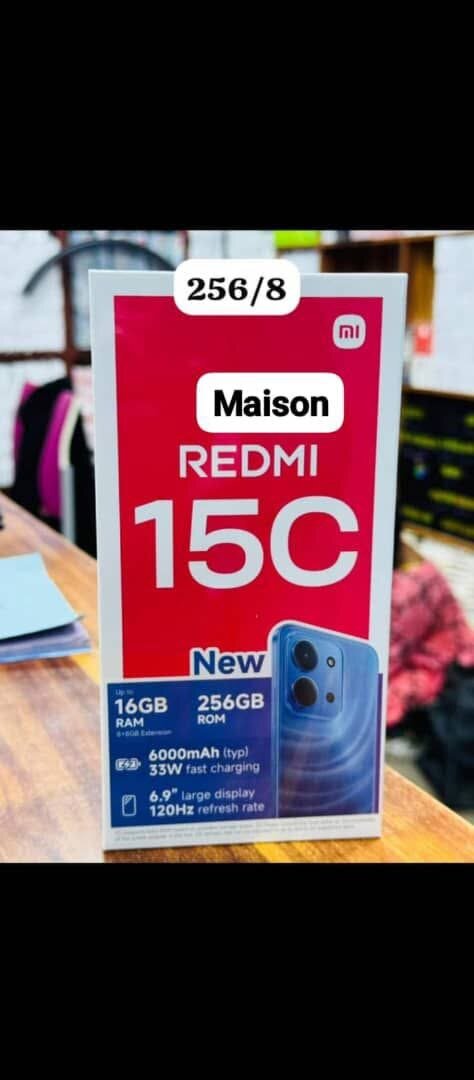 256/8
mi
Maison
REDMI
15C
New
Up to
16GB
RAM
8+8GB Extension
256GB
ROM
6000mAh (typ)
33W fast charging
6.9" large display
120Hz refresh rate